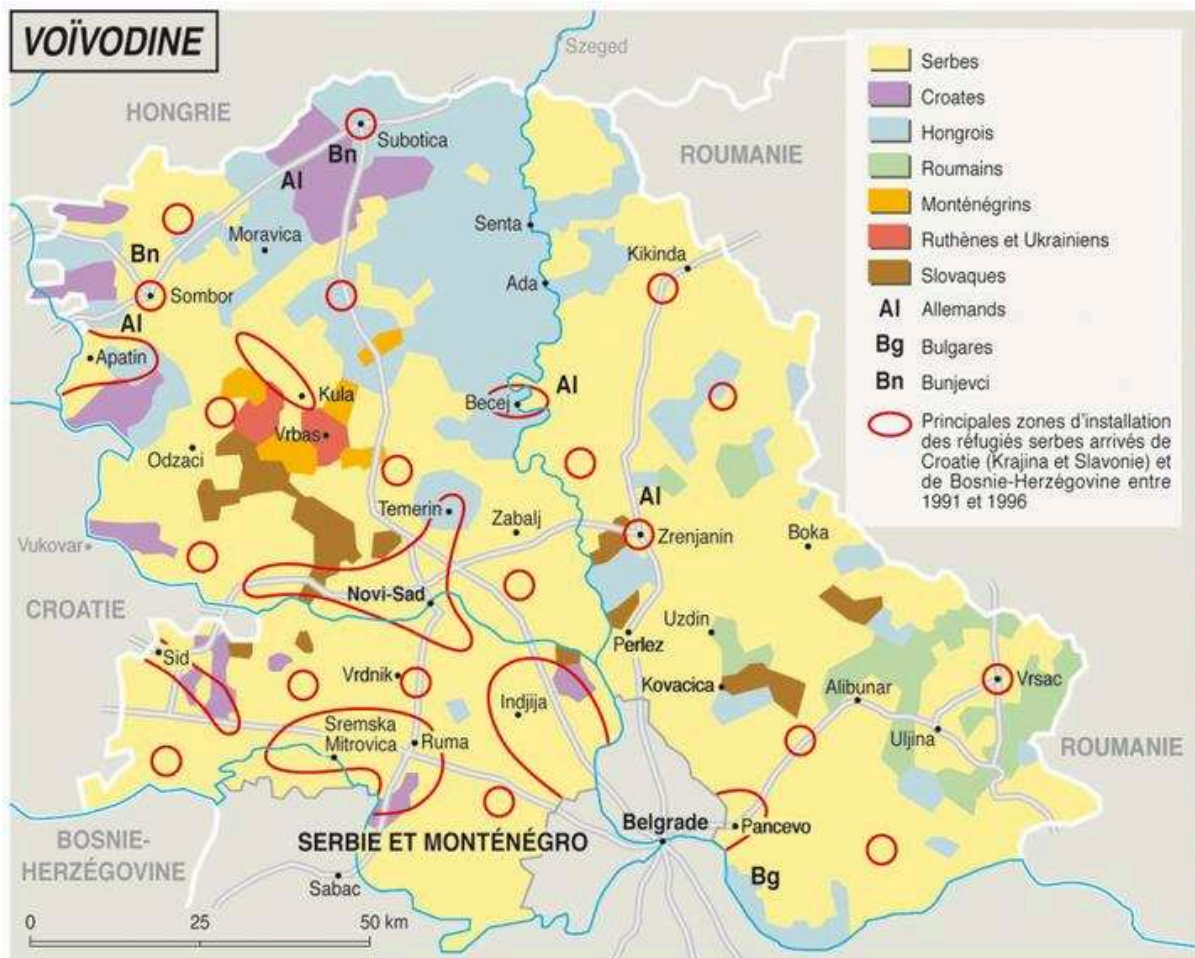 VOÏVODINE
Szeged
HONGRIE
ROUMANIE
Subotica
Bn
Al
Senta
Moravica
Bn
Kikinda
Ada
Sombor
Al
Apatin
Kula
Becej
Al
Vrbas
Odzaci
Temerin
Zabalj
Al
Zrenjanin
Boka
Vukovar
Novi-Sad
CROATIE
Uzdin
Perlez
Sid
Vrdnik
Kovacica
Alibunar
Vrsac
Indjija
Sremska
Mitrovica
Ruma
Uljina
ROUMANIE
Belgrade
Pancevo
SERBIE ET MONTÉNÉGRO
BOSNIE-
HERZÉGOVINE
Bg
Sabac
0 25 50 km
Serbes
Croates
Hongrois
Roumains
Monténégrins
Ruthènes et Ukrainiens
Slovaques
Al Allemands
Bg Bulgares
Bn Bunjevci
Principales zones d'installation
des réfugiés serbes arrivés de
Croatie (Krajina et Slavonie) et
de Bosnie-Herzégovine entre
1991 et 1996